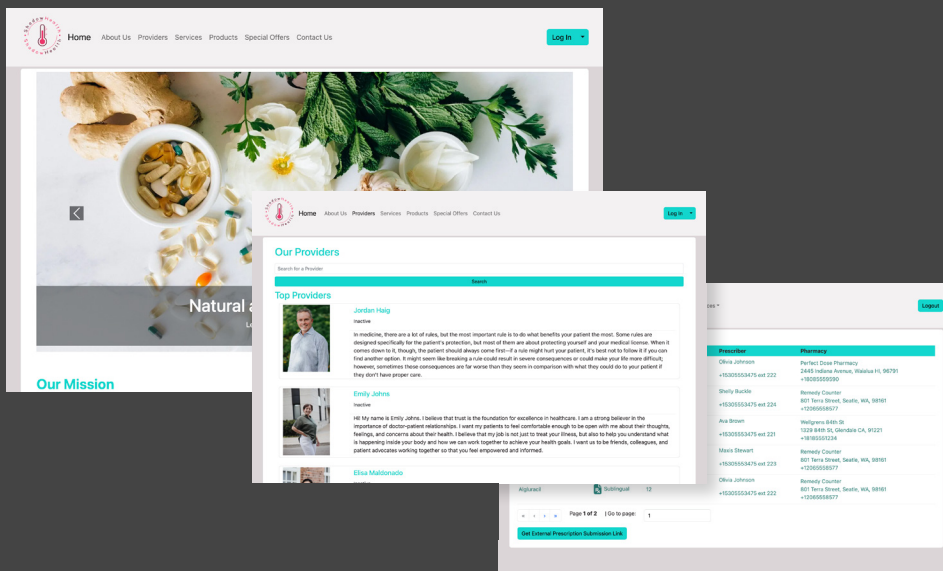 ShadowHealth ShadowHealth
Home About Us Providers Services Products Special Offers Contact Us
Log In
Natural
Our Mission
Home About Us Providers Services Products Special Offers Contact Us
Log In
Our Providers
Search for a Provider
Search
Top Providers
Jordan Haig
Inactive
In medicine, there are a lot of rules, but the most important rule is to do what benefits your patient the most. Some rules are
designed specifically for the patient's protection, but most of them are about protecting yourself and your medical license. When it
comes down to it, though, the patient should always come first—if a rule might hurt your patient, it's best not to follow it if you can
find another option. It might seem like breaking a rule could result in severe consequences or could make your life more difficult;
however, sometimes those consequences are far worse than they seem in comparison with what they could do to your patient if
they don't have proper care.
Emily Johns
Inactive
Hi! My name is Emily Johns. I believe that trust is the foundation for excellence in healthcare. I am a strong believer in the
importance of doctor-patient relationships. I want my patients to feel comfortable enough to be open with me about their thoughts,
feelings, and concerns about their health. I believe that my job is not just to treat your illness, but also to help you understand what
is happening inside your body and how we can work together to achieve your health goals. I want us to be friends, colleagues, and
patient advocates working together so that you feel empowered and informed.
Elisa Maldonado
Logout
Prescriber Pharmacy
Olivia Johnson
+15305553475 ext 222
Perfect Dose Pharmacy
2445 Indiana Avenue, Waialua HI, 96791
+18085559590
Shelly Buckle
+15305553475 ext 224
Remedy Counter
801 Terra Street, Seatle, WA, 98161
+12065558577
Ava Brown
+15305553475 ext 221
Wellgrens 84th St
1329 84th St, Glendale CA, 91221
+18185551234
Maxis Stewart
+15305553475 ext 223
Remedy Counter
801 Terra Street, Seatle, WA, 98161
+12065558577
Algluracil Sublingual 12
Olivia Johnson
+15305553475 ext 222
Remedy Counter
801 Terra Street, Seatle, WA, 98161
+12065558577
« ‹ › » Page 1 of 2 | Go to page: 1
Get External Prescription Submission Link